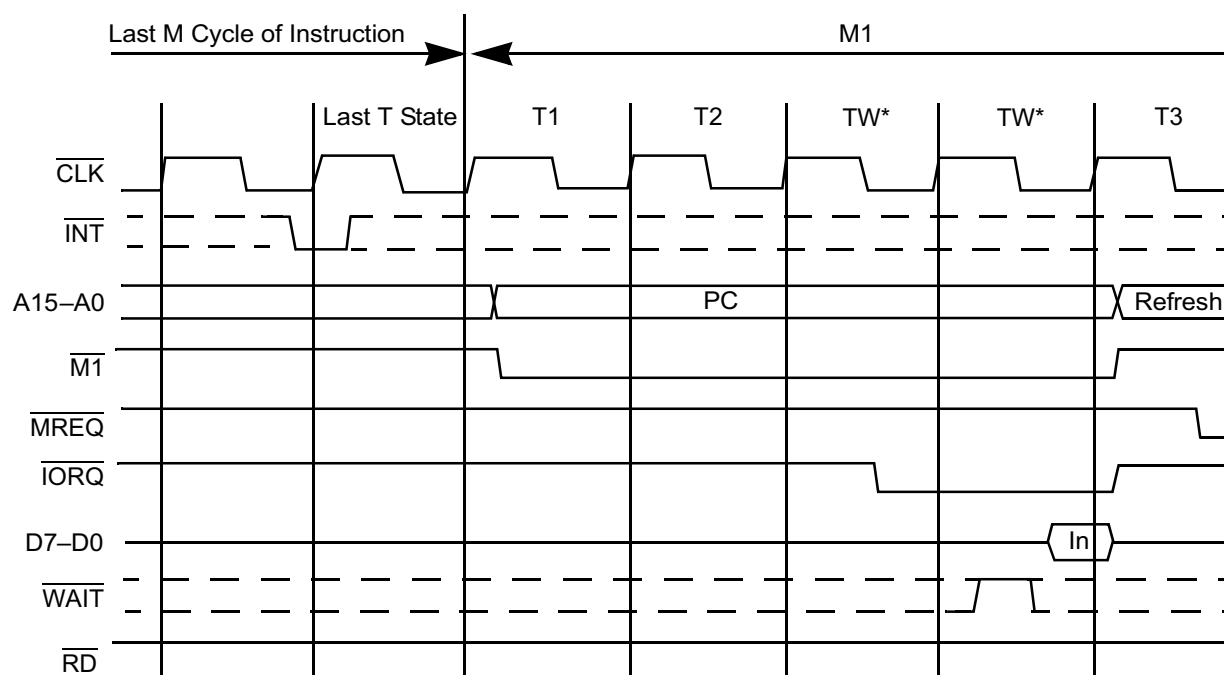 Last M Cycle of Instruction M1
Last T State T1 T2 TW* TW* T3
CLK
INT
A15–A0 PC Refresh
M1
MREQ
IORQ
D7–D0 In
WAIT
RD